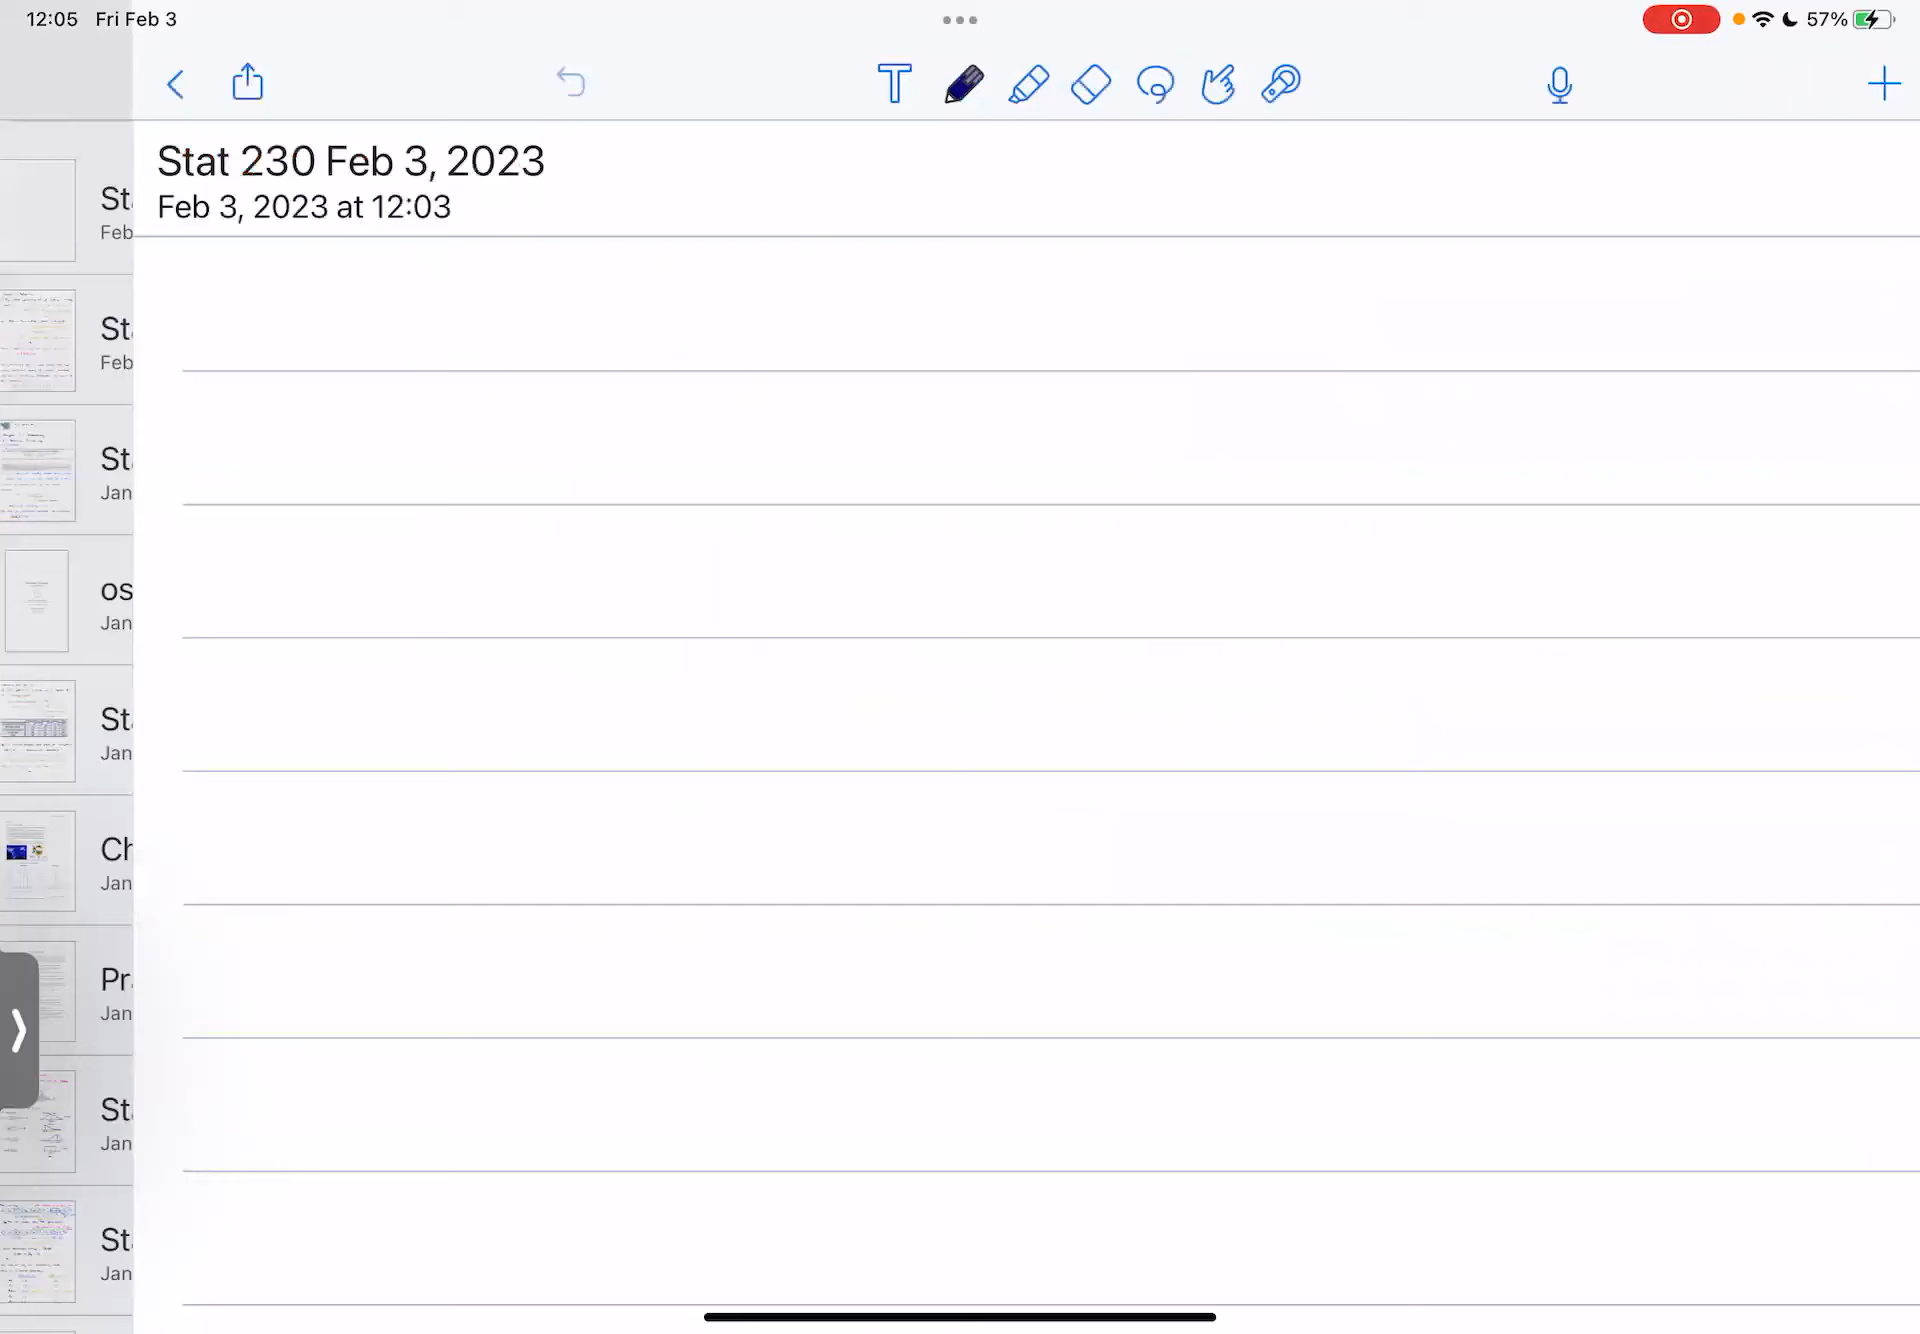 12:05 Fri Feb 3
57%
Stat 230 Feb 3, 2023
Feb 3, 2023 at 12:03
St
Feb
St
Feb
St
Jan
os
Jan
St
Jan
Ch
Jan
Pr
Jan
St
Jan
St
Jan